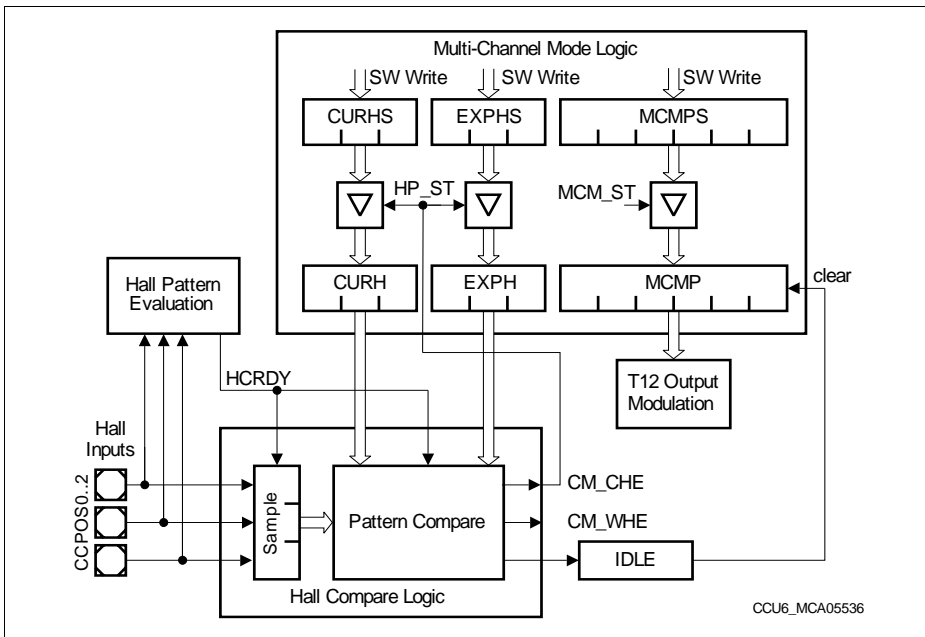 Multi-Channel Mode Logic
SW Write
SW Write
SW Write
CURHS
EXPHS
MCMPS
HP_ST
MCM_ST
Hall Pattern
Evaluation
CURH
EXPH
MCMP
clear
T12 Output
Modulation
HCRDY
Hall
Inputs
CCPOS0..2
Sample
Pattern Compare
CM_CHE
CM_WHE
IDLE
Hall Compare Logic
CCU6_MCA05536